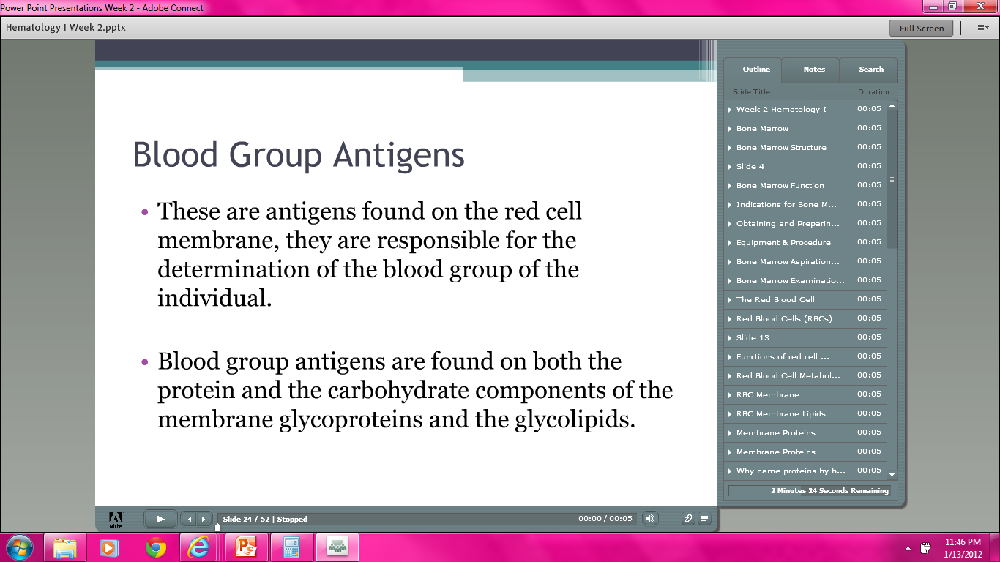 Power Point Presentations Week 2 - Adobe Connect
Hematology I Week 2.pptx
Full Screen
Blood Group Antigens
• These are antigens found on the red cell
membrane, they are responsible for the
determination of the blood group of the
individual.
• Blood group antigens are found on both the
protein and the carbohydrate components of the
membrane glycoproteins and the glycolipids.
Outline Notes Search
Slide Title Duration
Week 2 Hematology I 00:05
Bone Marrow 00:05
Bone Marrow Structure 00:05
Slide 4 00:05
Bone Marrow Function 00:05
Indications for Bone M... 00:05
Obtaining and Preparin... 00:05
Equipment & Procedure 00:05
Bone Marrow Aspiration... 00:05
Bone Marrow Examinatio... 00:05
The Red Blood Cell 00:05
Red Blood Cells (RBCs) 00:05
Slide 13 00:05
Functions of red cell ... 00:05
Red Blood Cell Metabol... 00:05
RBC Membrane 00:05
RBC Membrane Lipids 00:05
Membrane Proteins 00:05
Membrane Proteins 00:05
Why name proteins by b... 00:05
2 Minutes 24 Seconds Remaining
Adobe
Slide 24 / 52 | Stopped 00:00 / 00:05
11:46 PM
1/13/2012